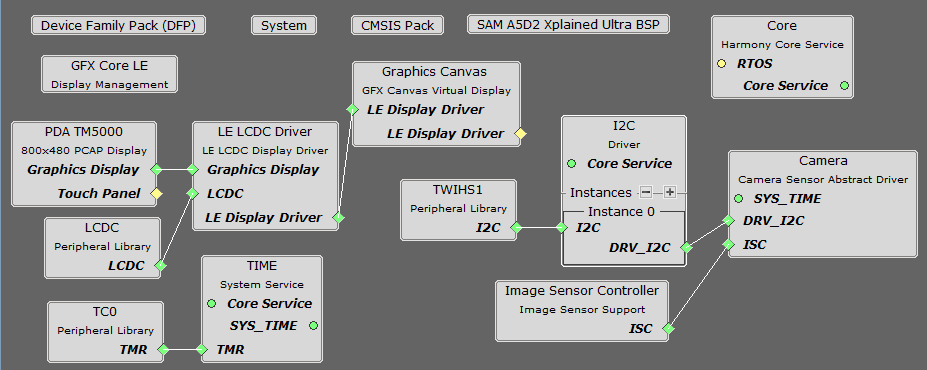 Device Family Pack (DFP)
System
CMSIS Pack
SAM A5D2 Xplained Ultra BSP
Core
Harmony Core Service
RTOS
Core Service
GFX Core LE
Display Management
Graphics Canvas
GFX Canvas Virtual Display
LE Display Driver
LE Display Driver
PDA TM5000
800x480 PCAP Display
Graphics Display
Touch Panel
LE LCDC Driver
LE LCDC Display Driver
Graphics Display
LCDC
LE Display Driver
I2C
Driver
Core Service
Instances
Instance 0
I2C
DRV_I2C
Camera
Camera Sensor Abstract Driver
SYS_TIME
DRV_I2C
ISC
TWIHS1
Peripheral Library
I2C
LCDC
Peripheral Library
LCDC
TIME
System Service
Core Service
SYS_TIME
TMR
Image Sensor Controller
Image Sensor Support
ISC
TC0
Peripheral Library
TMR